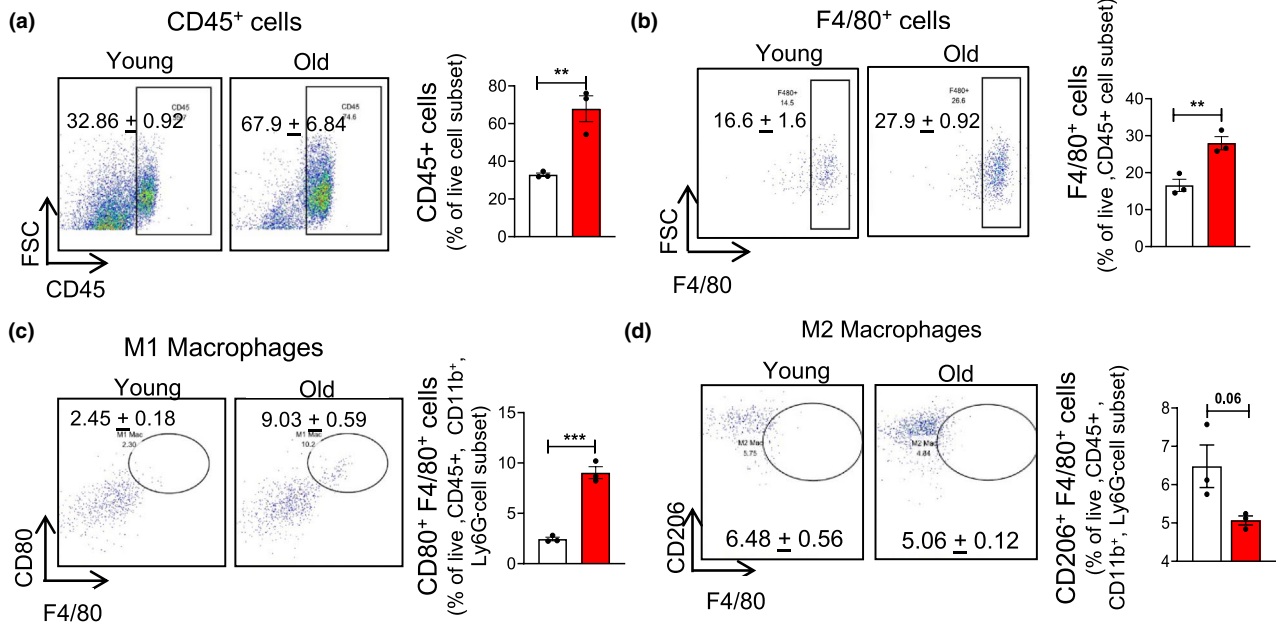 (a)
CD45⁺ cells
Young
Old
CD45
32.86 ± 0.92
CD45
74.6
67.9 ± 6.84
FSC
CD45
CD45+ cells
(% of live cell subset)
80
60
40
20
0
**
(b)
F4/80⁺ cells
Young
Old
F480+
14.5
16.6 ± 1.6
F480+
26.6
27.9 ± 0.92
FSC
F4/80
F4/80⁺ cells
(% of live ,CD45+ cell subset)
40
30
20
10
0
**
(c)
M1 Macrophages
Young
Old
2.45 ± 0.18
M1 Mac
2.30
9.03 ± 0.59
M1 Mac
10.2
CD80
F4/80
CD80⁺ F4/80⁺ cells
(% of live ,CD45+, CD11b⁺,
Ly6G-cell subset)
15
10
5
0
***
(d)
M2 Macrophages
Young
Old
M2 Mac
5.75
6.48 ± 0.56
M2 Mac
4.84
5.06 ± 0.12
CD206
F4/80
CD206⁺ F4/80⁺ cells
(% of live ,CD45+ ,
CD11b⁺, Ly6G-cell subset)
8
7
6
5
4
0.06